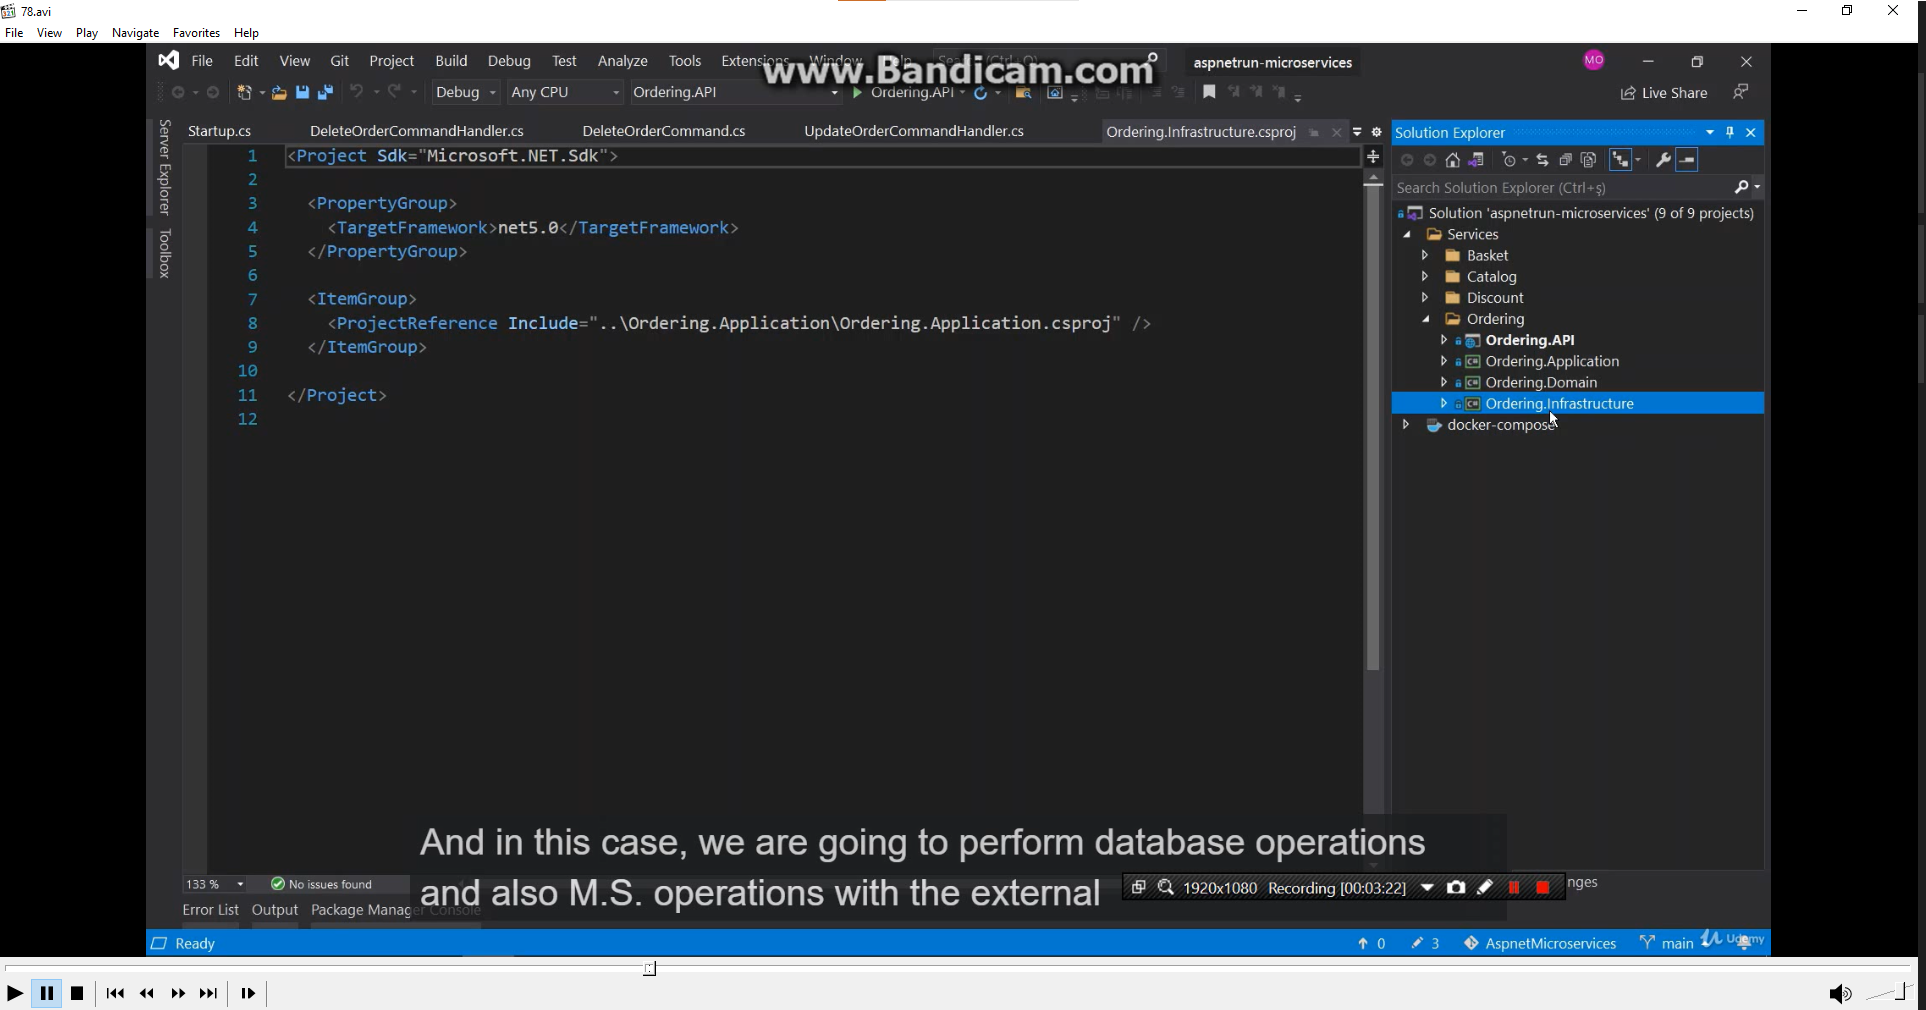 78.avi
File View Play Navigate Favorites Help
File Edit View Git Project Build Debug Test Analyze Tools Extensions Window Help Search (Ctrl+Q) aspnetrun-microservices MO
www.Bandicam.com
Debug Any CPU Ordering.API Ordering.API Live Share
Server Explorer
Toolbox
Startup.cs DeleteOrderCommandHandler.cs DeleteOrderCommand.cs UpdateOrderCommandHandler.cs Ordering.Infrastructure.csproj
1 <Project Sdk="Microsoft.NET.Sdk">
2
3 <PropertyGroup>
4 <TargetFramework>net5.0</TargetFramework>
5 </PropertyGroup>
6
7 <ItemGroup>
8 <ProjectReference Include="..\Ordering.Application\Ordering.Application.csproj" />
9 </ItemGroup>
10
11 </Project>
12
Solution Explorer
Search Solution Explorer (Ctrl+ş)
Solution 'aspnetrun-microservices' (9 of 9 projects)
Services
Basket
Catalog
Discount
Ordering
Ordering.API
Ordering.Application
Ordering.Domain
Ordering.Infrastructure
docker-compose
And in this case, we are going to perform database operations
and also M.S. operations with the external
133 % No issues found
1920x1080 Recording [00:03:22]
nges
Error List Output Package Manager Console
Ready 0 3 AspnetMicroservices main Udemy